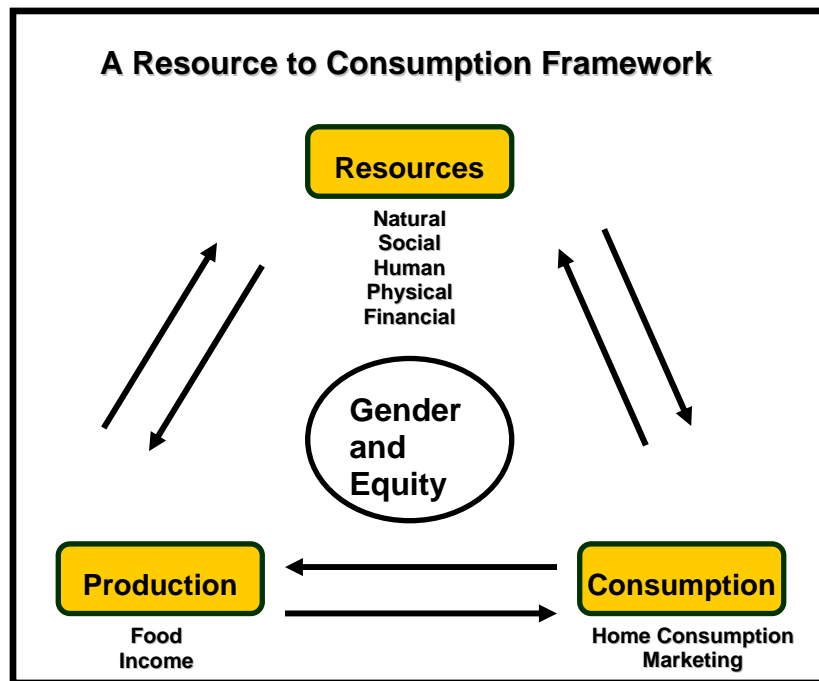 A Resource to Consumption Framework
Resources
Natural
Social
Human
Physical
Financial
Gender
and
Equity
Production
Food
Income
Consumption
Home Consumption
Marketing